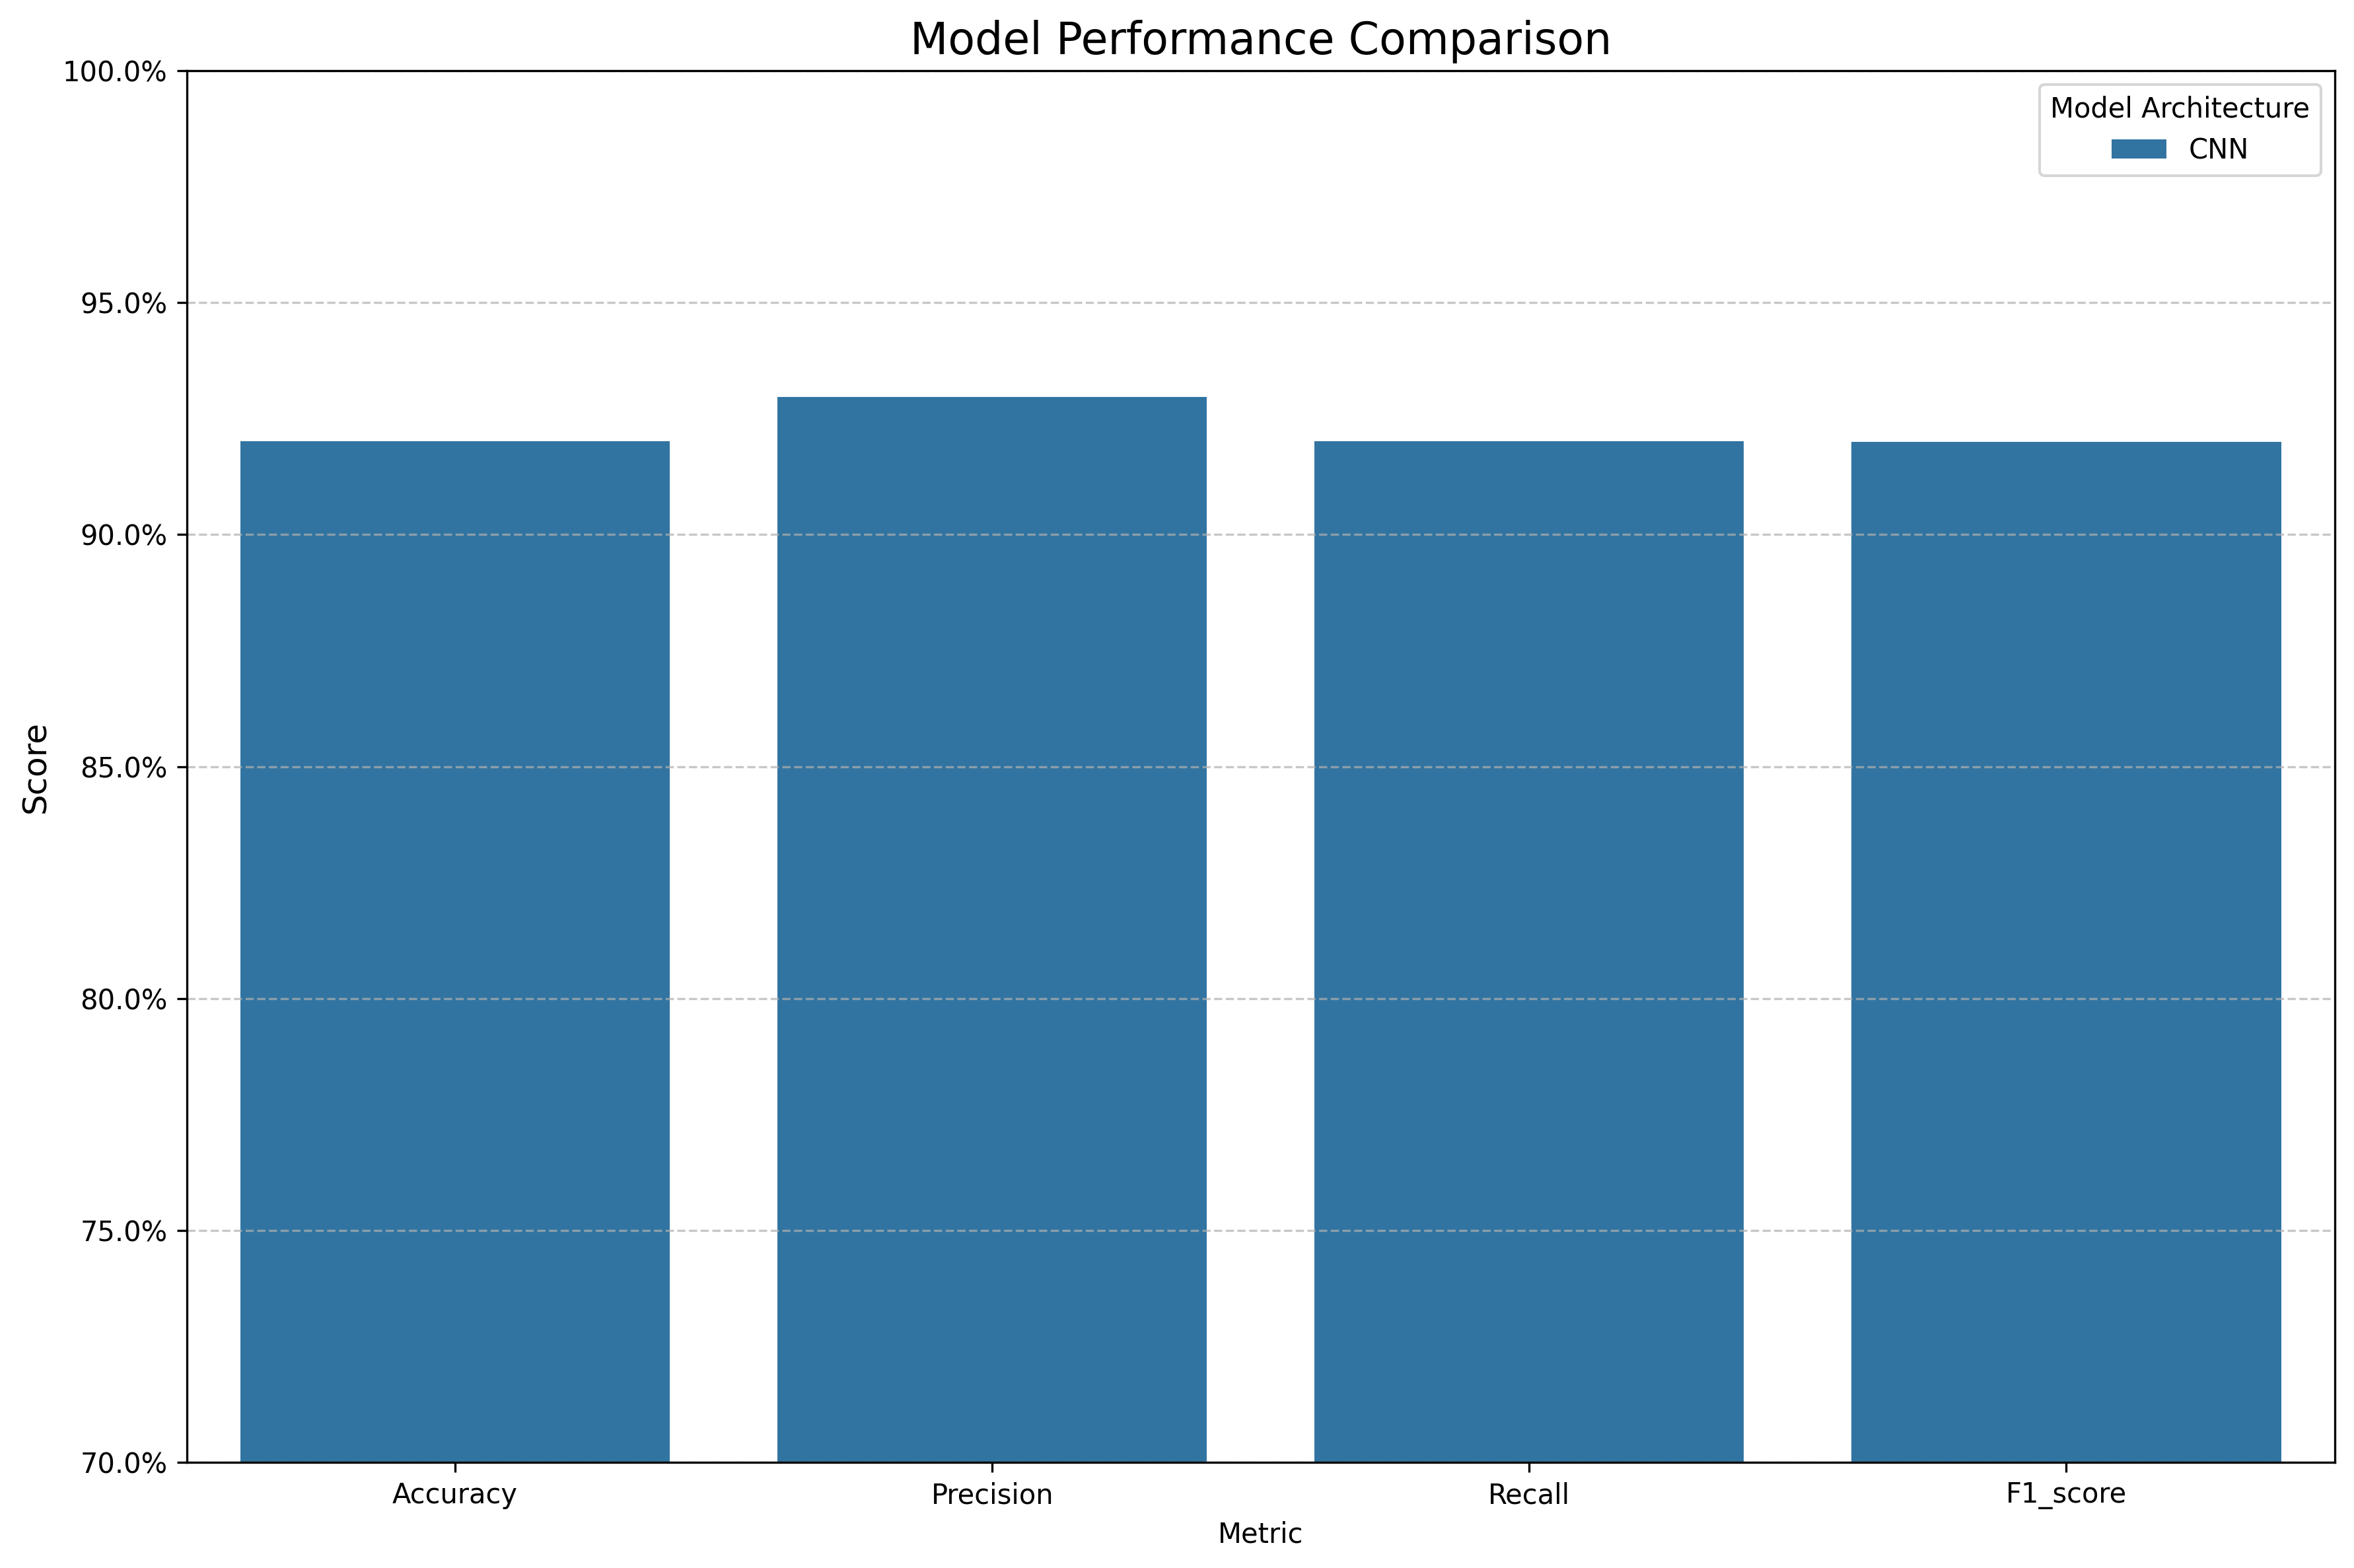 Model Performance Comparison
Model Architecture
CNN
100.0%
95.0%
90.0%
85.0%
80.0%
75.0%
70.0%
Score
Accuracy
Precision
Recall
F1_score
Metric